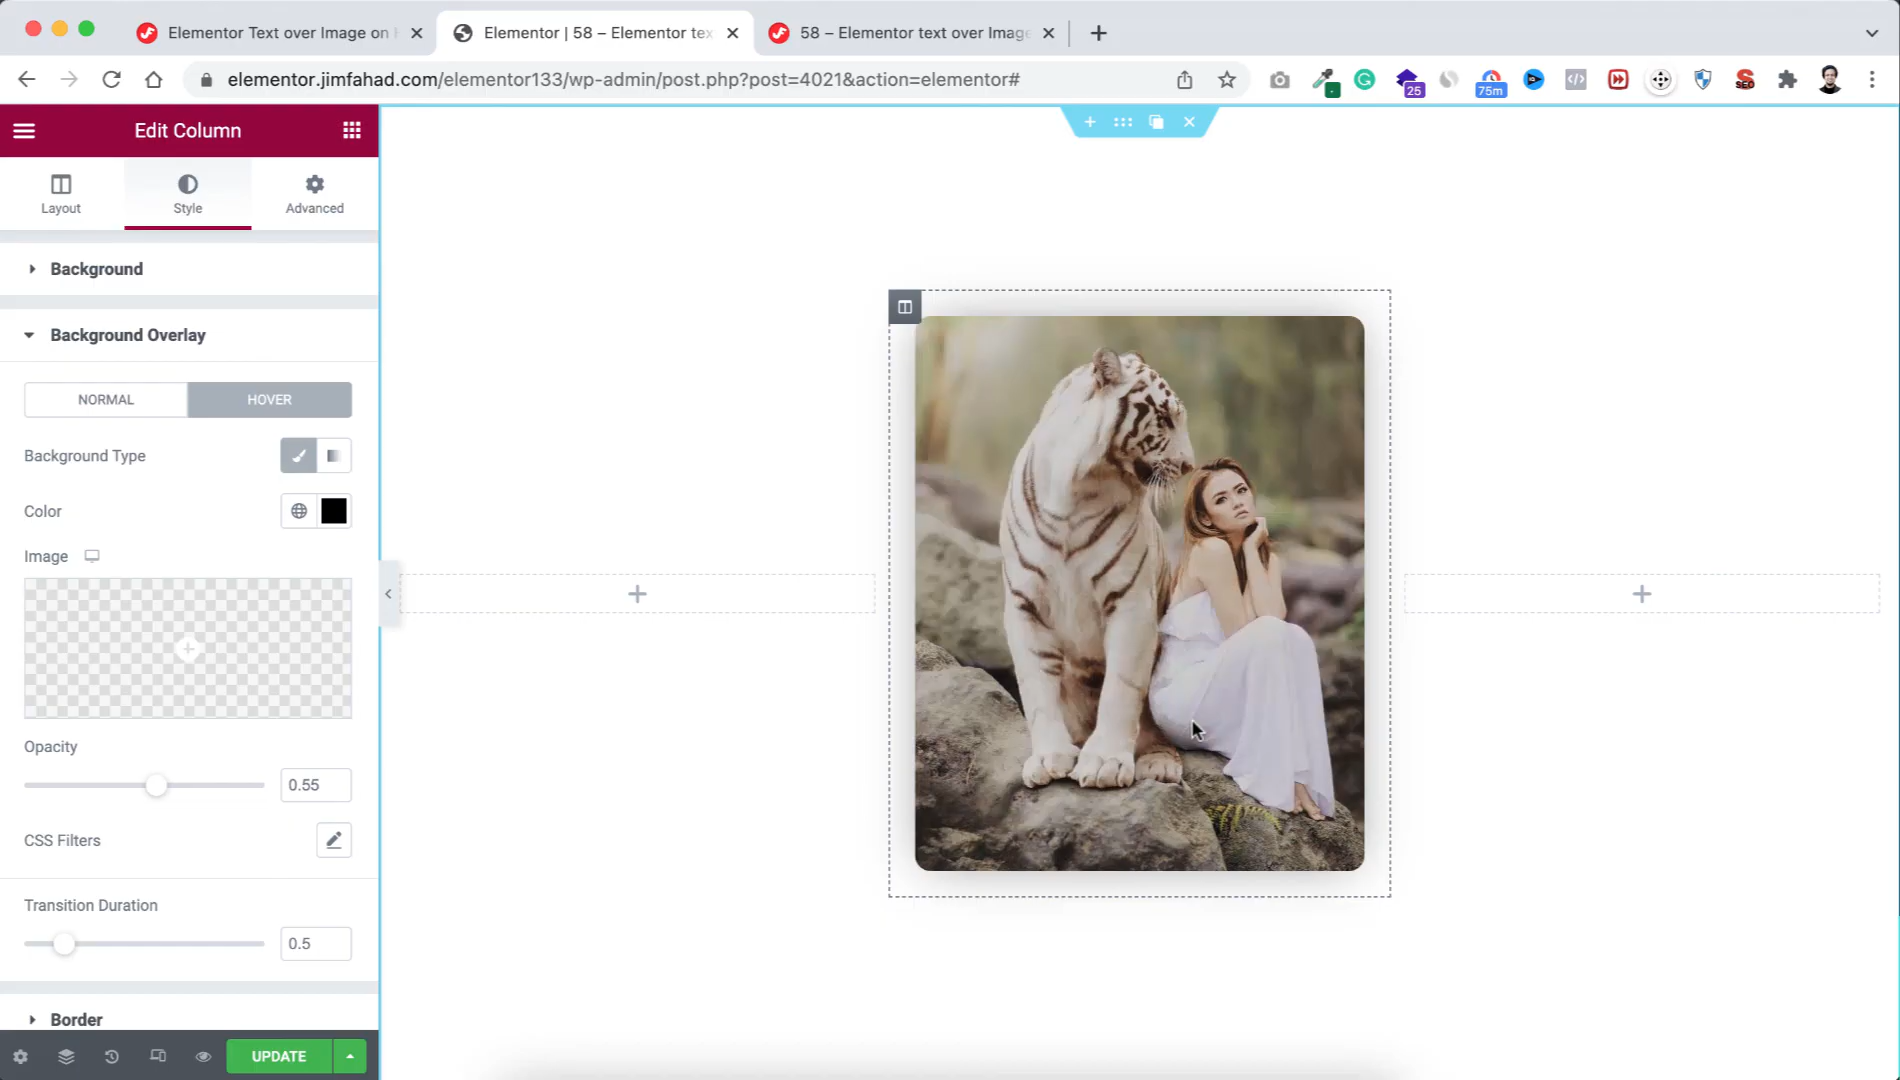 Elementor Text over Image on
Elementor | 58 – Elementor tex
58 – Elementor text over Image
elementor.jimfahad.com/elementor133/wp-admin/post.php?post=4021&action=elementor#
25
75m
SEO
Edit Column
Layout
Style
Advanced
Background
Background Overlay
NORMAL
HOVER
Background Type
Color
Image
Opacity
0.55
CSS Filters
Transition Duration
0.5
Border
UPDATE